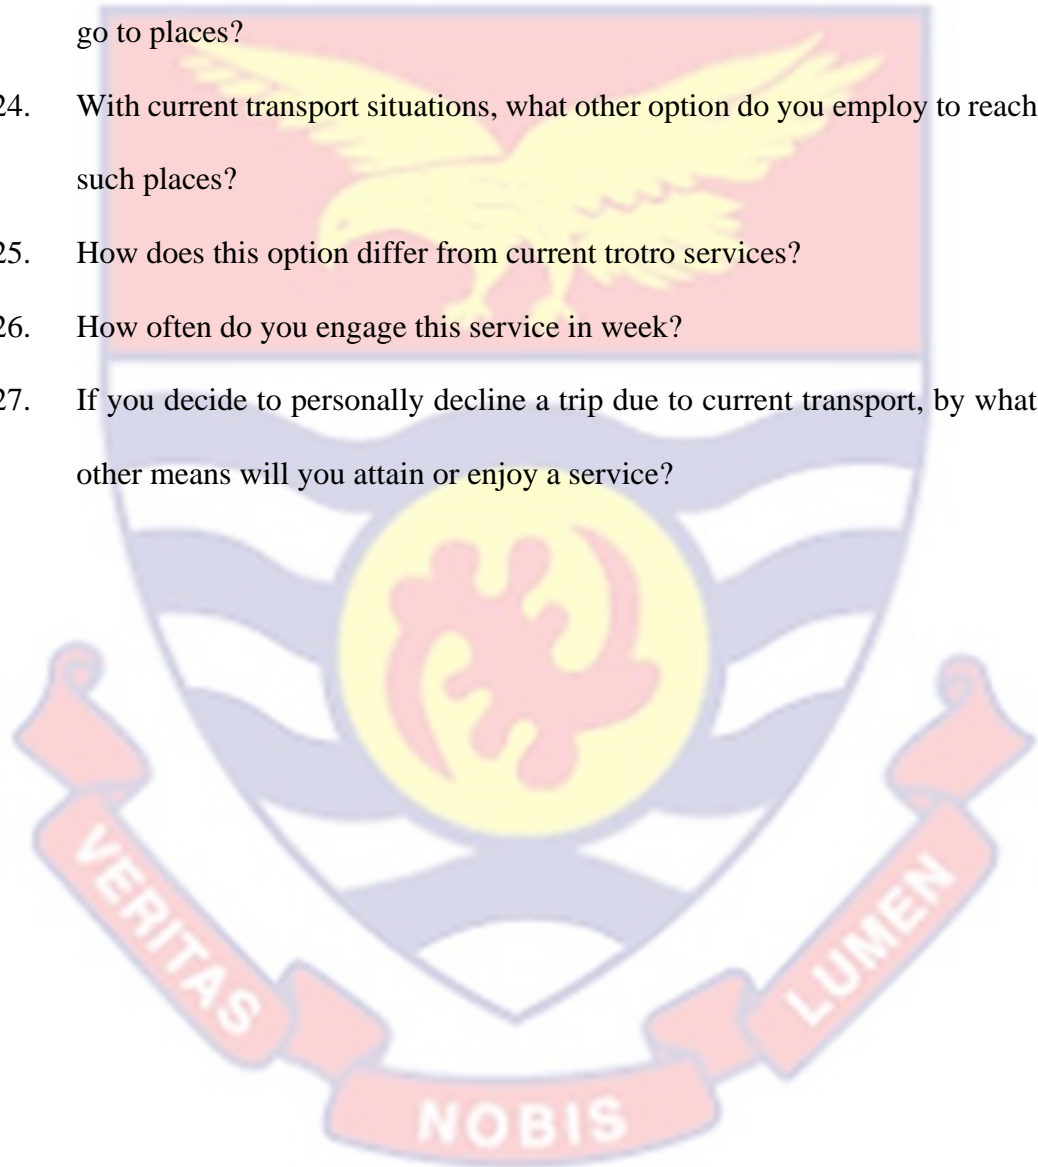 go to places?
24. With current transport situations, what other option do you employ to reach
such places?
25. How does this option differ from current trotro services?
26. How often do you engage this service in week?
27. If you decide to personally decline a trip due to current transport, by what
other means will you attain or enjoy a service?
VERITAS
NOBIS
LUMEN